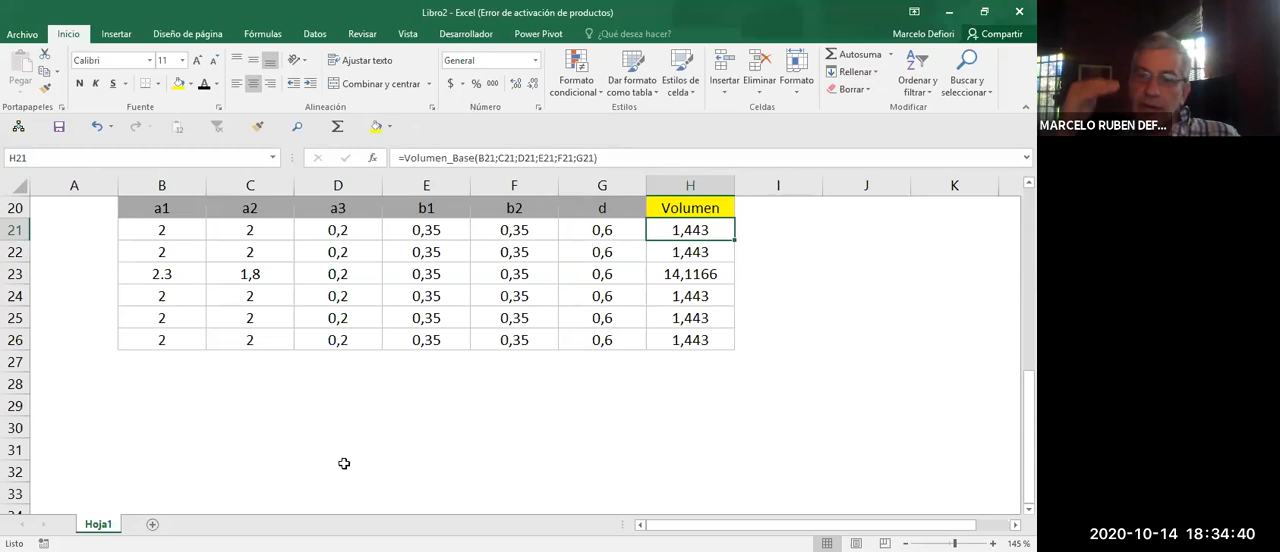 Libro2 - Excel (Error de activación de productos)
Archivo Inicio Insertar Diseño de página Fórmulas Datos Revisar Vista Desarrollador Power Pivot ¿Qué desea hacer? Marcelo Defiori Compartir
Pegar
Portapapeles
Calibri 11
N K S
Fuente
Ajustar texto
Combinar y centrar
Alineación
General
$ % 000
Número
Formato condicional
Dar formato como tabla
Estilos de celda
Estilos
Insertar Eliminar Formato
Celdas
Autosuma
Rellenar
Borrar
Ordenar y filtrar
Buscar y seleccionar
Modificar
MARCELO RUBEN DEF...
H21 fx =Volumen_Base(B21;C21;D21;E21;F21;G21)
A B C D E F G H I J K
20 a1 a2 a3 b1 b2 d Volumen
21 2 2 0,2 0,35 0,35 0,6 1,443
22 2 2 0,2 0,35 0,35 0,6 1,443
23 2.3 1,8 0,2 0,35 0,35 0,6 14,1166
24 2 2 0,2 0,35 0,35 0,6 1,443
25 2 2 0,2 0,35 0,35 0,6 1,443
26 2 2 0,2 0,35 0,35 0,6 1,443
27
28
29
30
31
32
33
Hoja1
Listo 145 %
2020-10-14 18:34:40